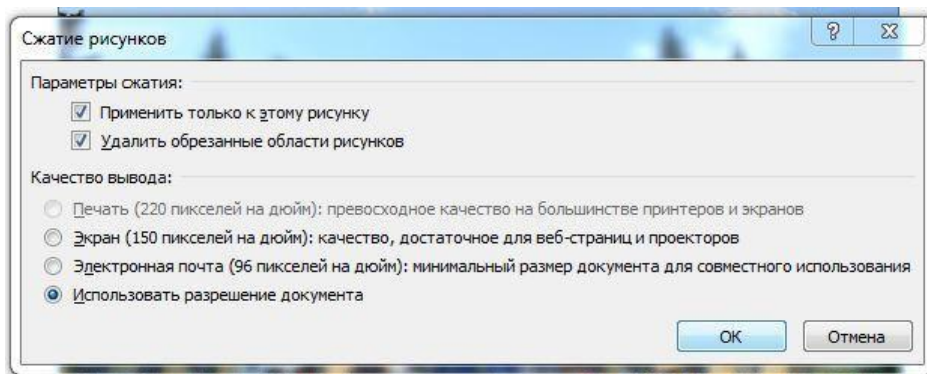 Сжатие рисунков
Параметры сжатия:
Применить только к этому рисунку
Удалить обрезанные области рисунков
Качество вывода:
Печать (220 пикселей на дюйм): превосходное качество на большинстве принтеров и экранов
Экран (150 пикселей на дюйм): качество, достаточное для веб-страниц и проекторов
Электронная почта (96 пикселей на дюйм): минимальный размер документа для совместного использования
Использовать разрешение документа
ОК Отмена